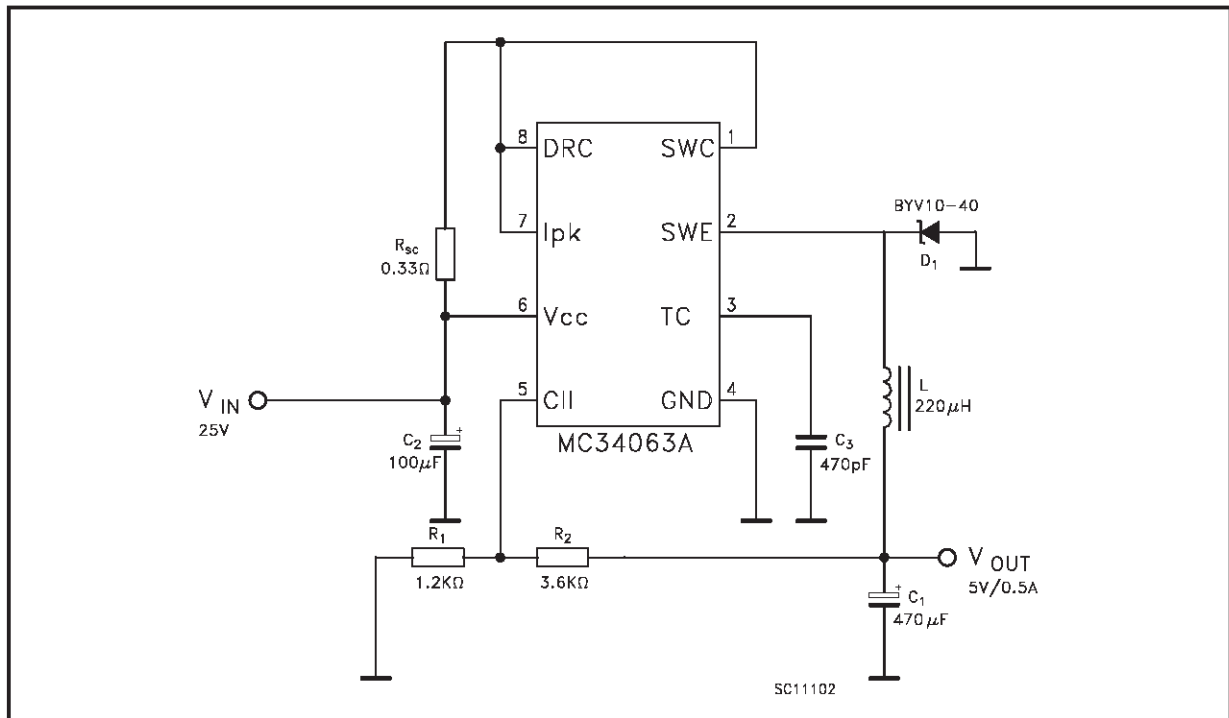 8 DRC SWC 1
7 Ipk SWE 2
BYV10-40
D1
Rsc
0.33Ω
6 Vcc TC 3
L
220μH
5 CII GND 4
V IN
25V
C2 +
100μF
MC34063A
C3
470pF
R1
1.2KΩ
R2
3.6KΩ
V OUT
5V/0.5A
C1 +
470μF
SC11102